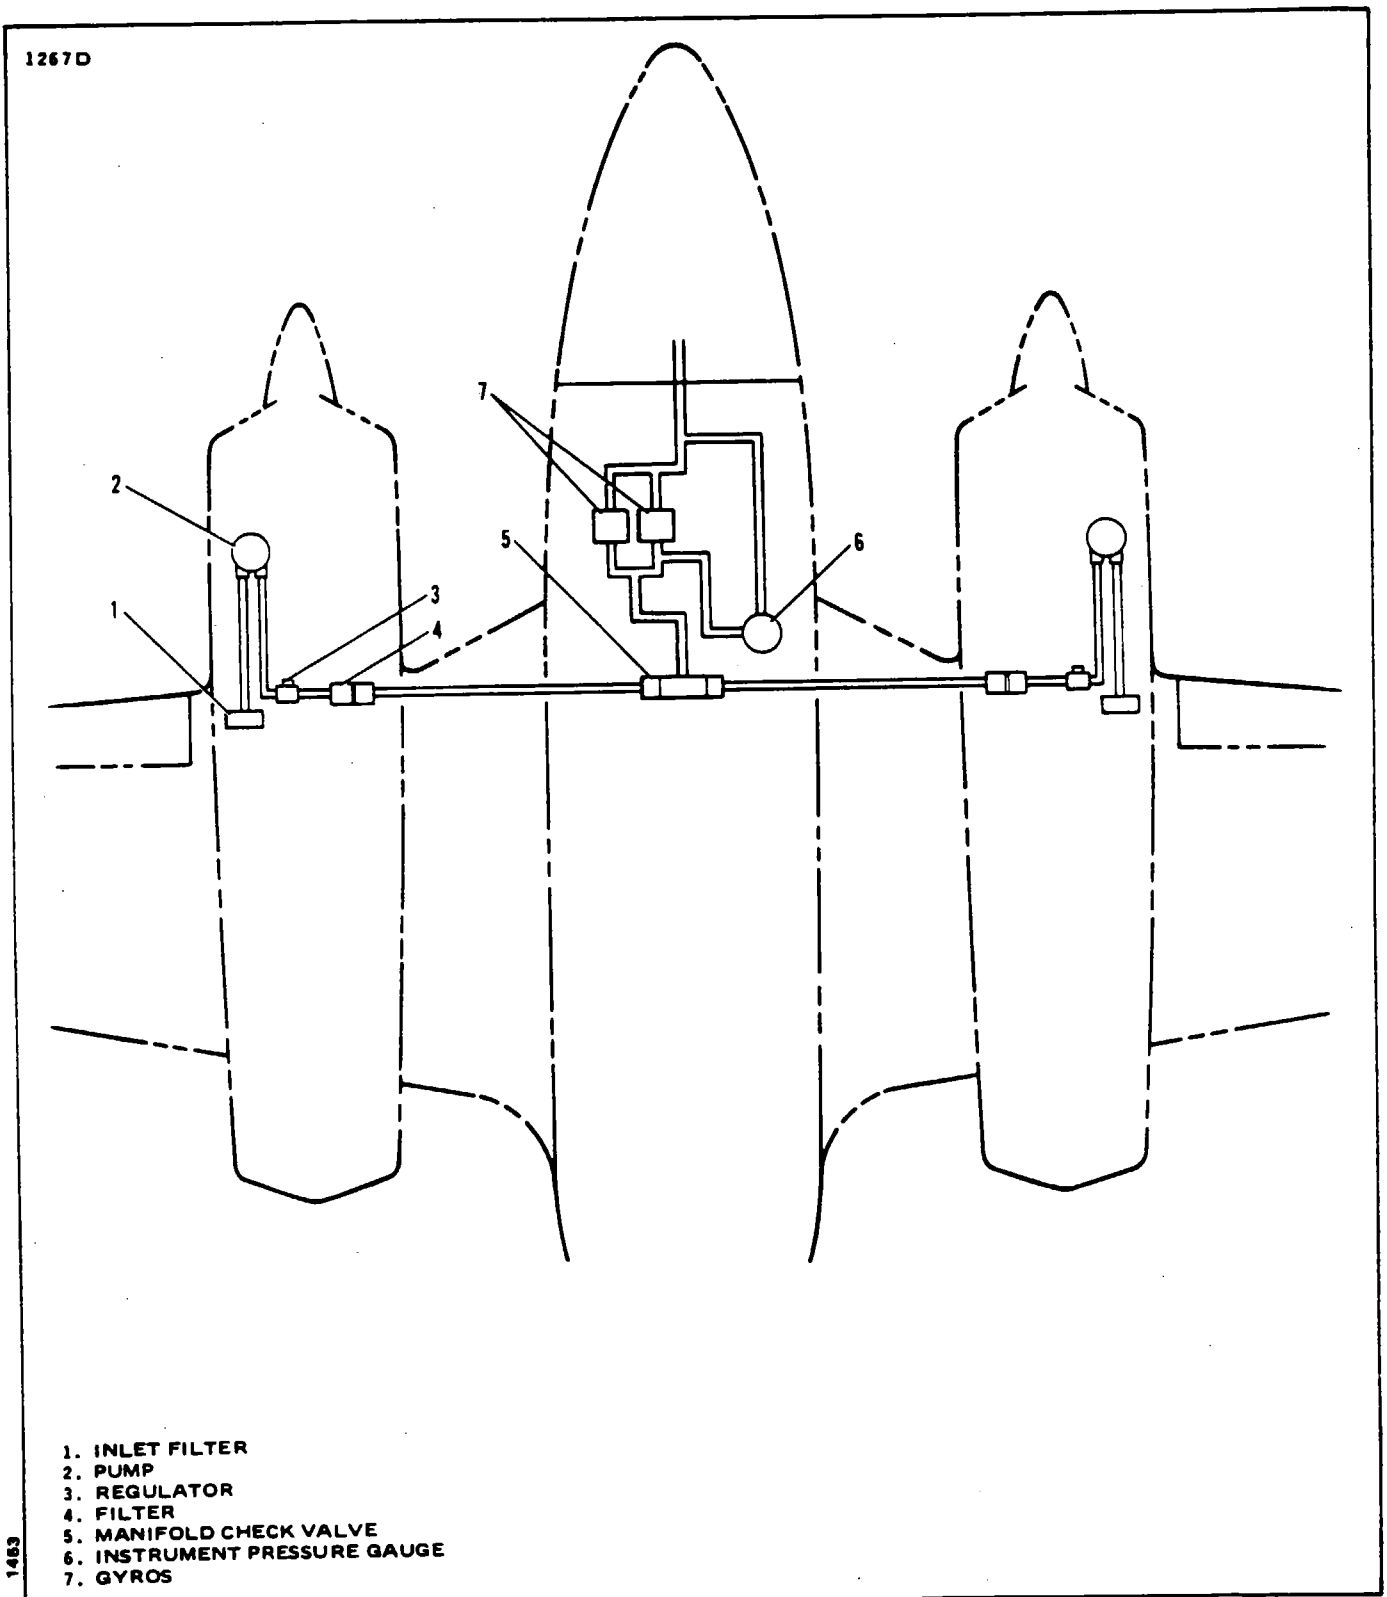 1267D
7
2
5
6
1
3
4
1. INLET FILTER
2. PUMP
3. REGULATOR
4. FILTER
5. MANIFOLD CHECK VALVE
6. INSTRUMENT PRESSURE GAUGE
7. GYROS
1463